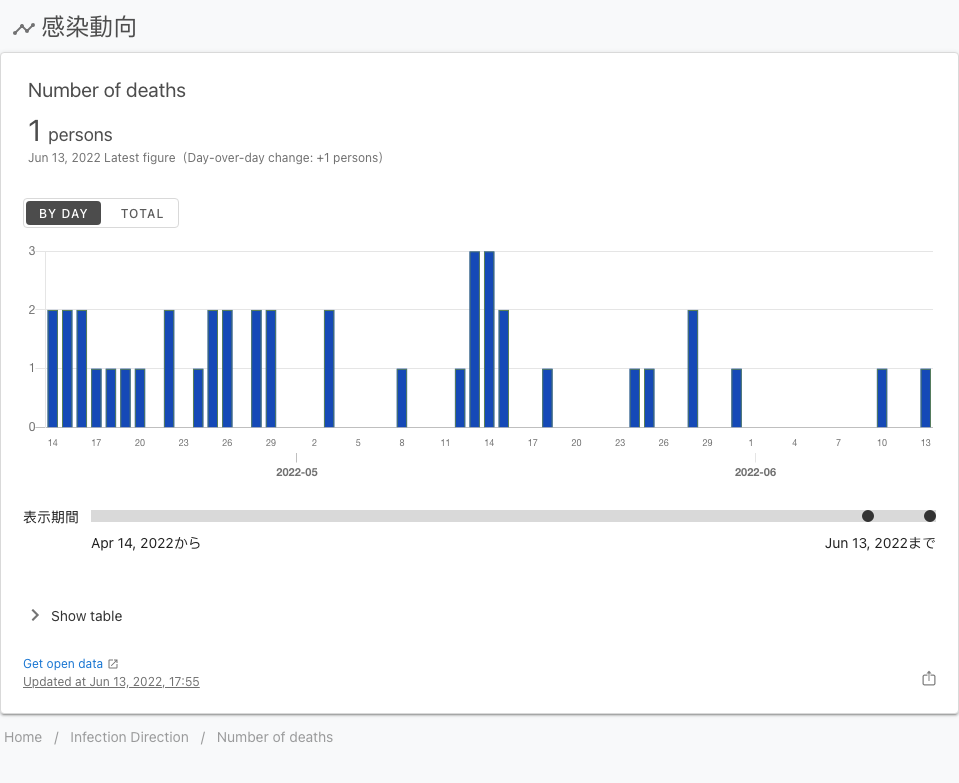 感染動向
Number of deaths
1 persons
Jun 13, 2022 Latest figure (Day-over-day change: +1 persons)
BY DAY TOTAL
3
2
1
0
14 17 20 23 26 29 2 5 8 11 14 17 20 23 26 29 1 4 7 10 13
2022-05 2022-06
表示期間
Apr 14, 2022から Jun 13, 2022まで
Show table
Get open data
Updated at Jun 13, 2022, 17:55
Home / Infection Direction / Number of deaths